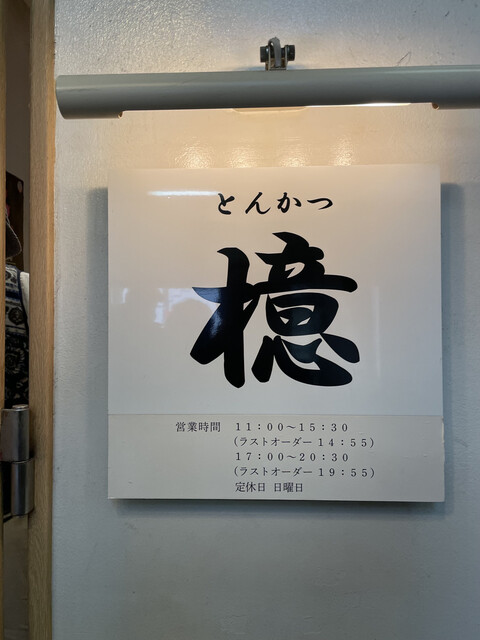 とんかつ
檍
営業時間 11：00～15：30
（ラストオーダー 14：55）
17：00～20：30
（ラストオーダー 19：55）
定休日 日曜日